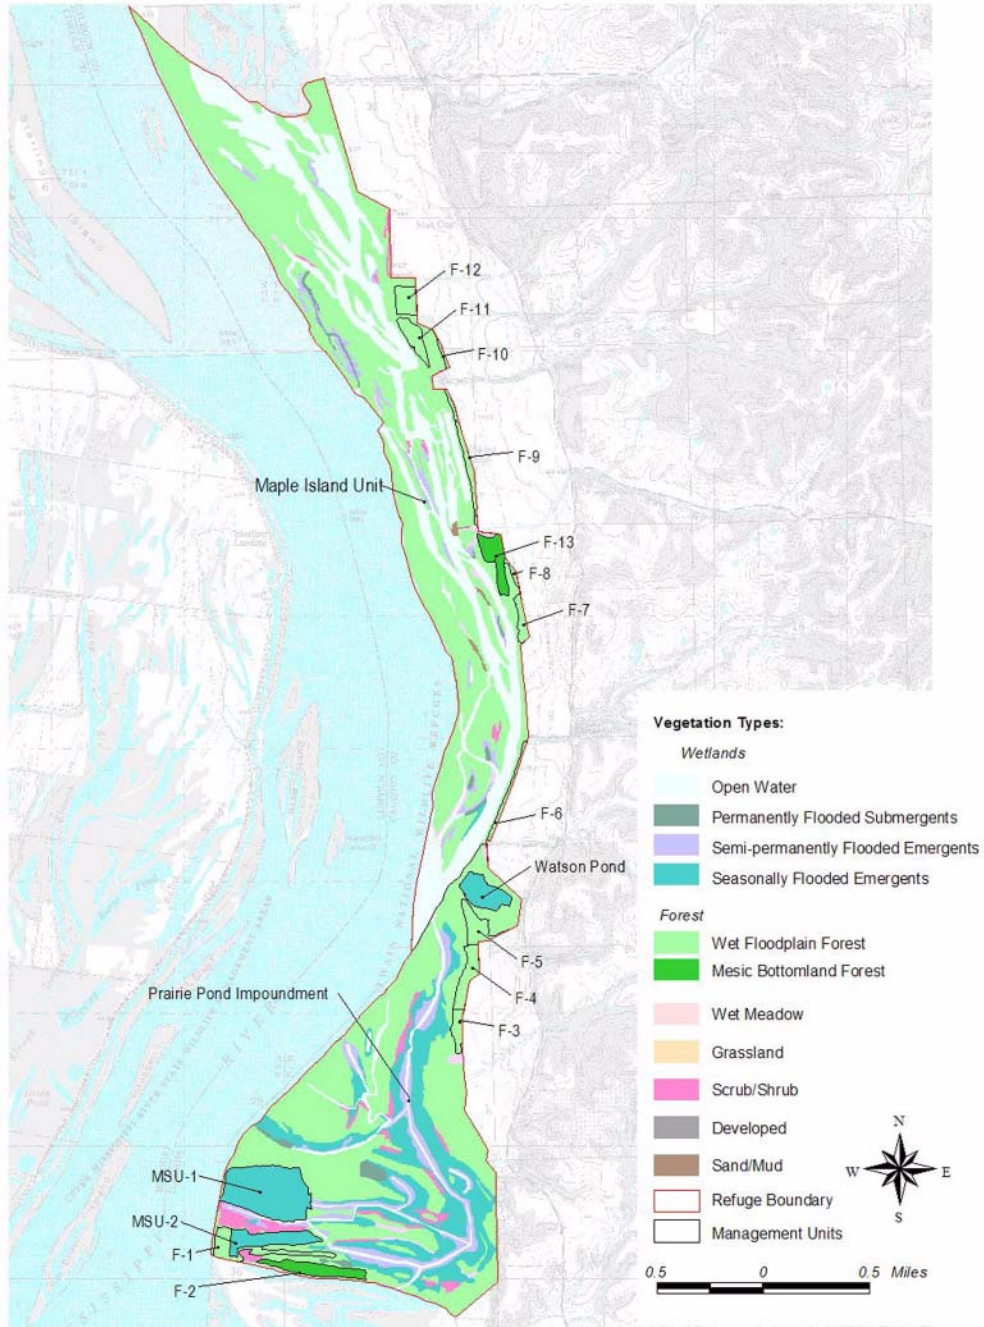 F-12
F-11
F-10
F-9
Maple Island Unit
F-13
F-8
F-7
F-6
Watson Pond
F-5
F-4
Prairie Pond Impoundment
F-3
MSU-1
MSU-2
F-1
F-2
Vegetation Types:
Wetlands
Open Water
Permanently Flooded Submergents
Semi-permanently Flooded Emergents
Seasonally Flooded Emergents
Forest
Wet Floodplain Forest
Mesic Bottomland Forest
Wet Meadow
Grassland
Scrub/Shrub
Developed
Sand/Mud
Refuge Boundary
Management Units
N
W E
S
0.5 0 0.5 Miles